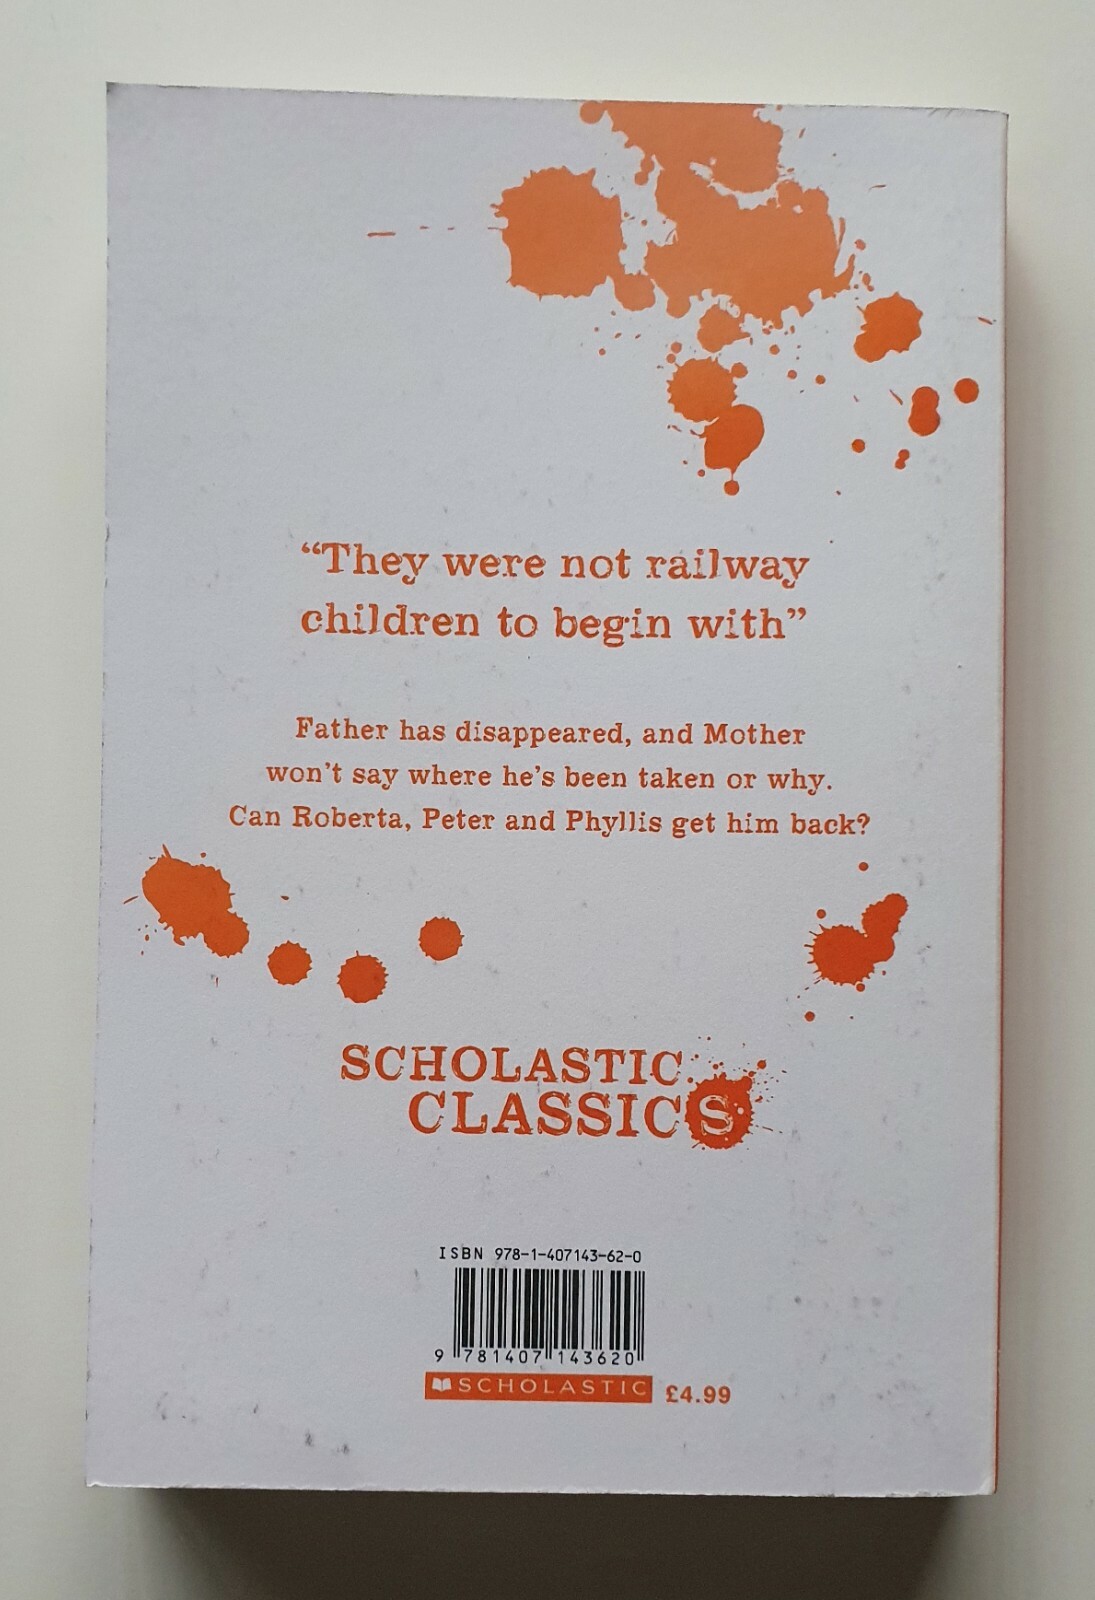 “They were not railway
children to begin with”
Father has disappeared, and Mother
won't say where he's been taken or why.
Can Roberta, Peter and Phyllis get him back?
SCHOLASTIC
CLASSICS
ISBN 978-1-407143-62-0
9 781407 143620
SCHOLASTIC £4.99